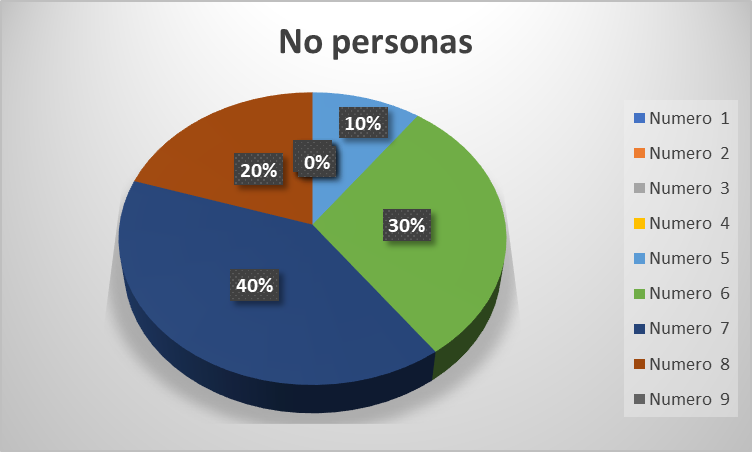 No personas
10%
0%
20%
30%
40%
Numero 1
Numero 2
Numero 3
Numero 4
Numero 5
Numero 6
Numero 7
Numero 8
Numero 9